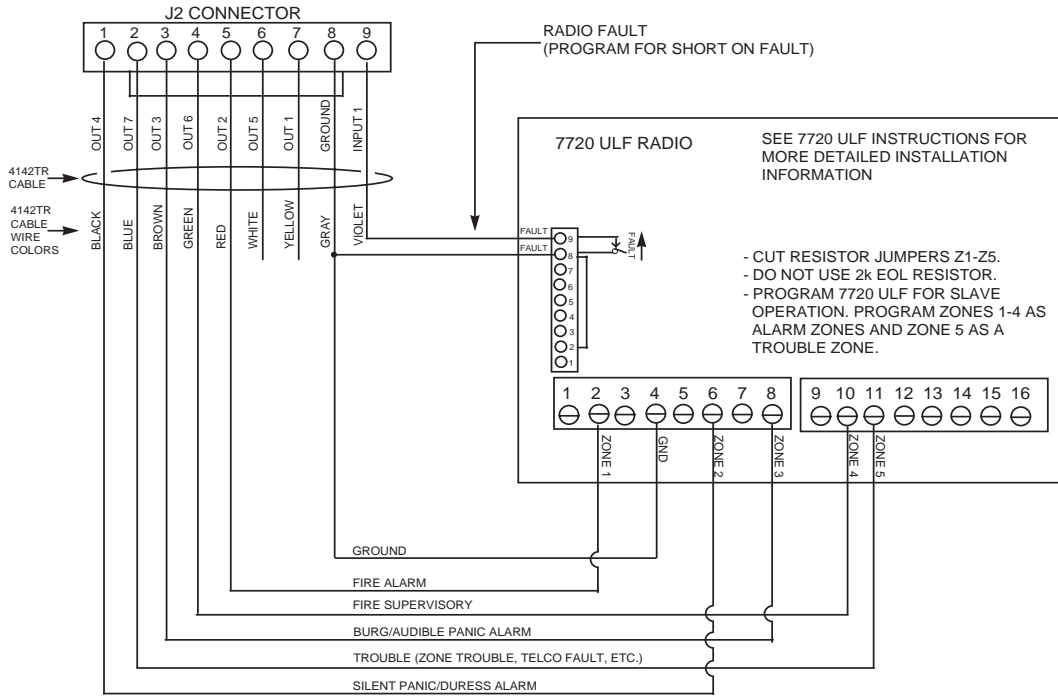 J2 CONNECTOR
1 2 3 4 5 6 7 8 9
OUT 4
OUT 7
OUT 3
OUT 6
OUT 2
OUT 5
OUT 1
GROUND
INPUT 1
4142TR
CABLE
4142TR
CABLE
WIRE
COLORS
BLACK
BLUE
BROWN
GREEN
RED
WHITE
YELLOW
GRAY
VIOLET
RADIO FAULT
(PROGRAM FOR SHORT ON FAULT)
7720 ULF RADIO
SEE 7720 ULF INSTRUCTIONS FOR
MORE DETAILED INSTALLATION
INFORMATION
FAULT
FAULT
9
8
7
6
5
4
3
2
1
FAULT
- CUT RESISTOR JUMPERS Z1-Z5.
- DO NOT USE 2k EOL RESISTOR.
- PROGRAM 7720 ULF FOR SLAVE
OPERATION. PROGRAM ZONES 1-4 AS
ALARM ZONES AND ZONE 5 AS A
TROUBLE ZONE.
1 2 3 4 5 6 7 8
9 10 11 12 13 14 15 16
ZONE 1
GND
ZONE 2
ZONE 3
ZONE 4
ZONE 5
GROUND
FIRE ALARM
FIRE SUPERVISORY
BURG/AUDIBLE PANIC ALARM
TROUBLE (ZONE TROUBLE, TELCO FAULT, ETC.)
SILENT PANIC/DURESS ALARM